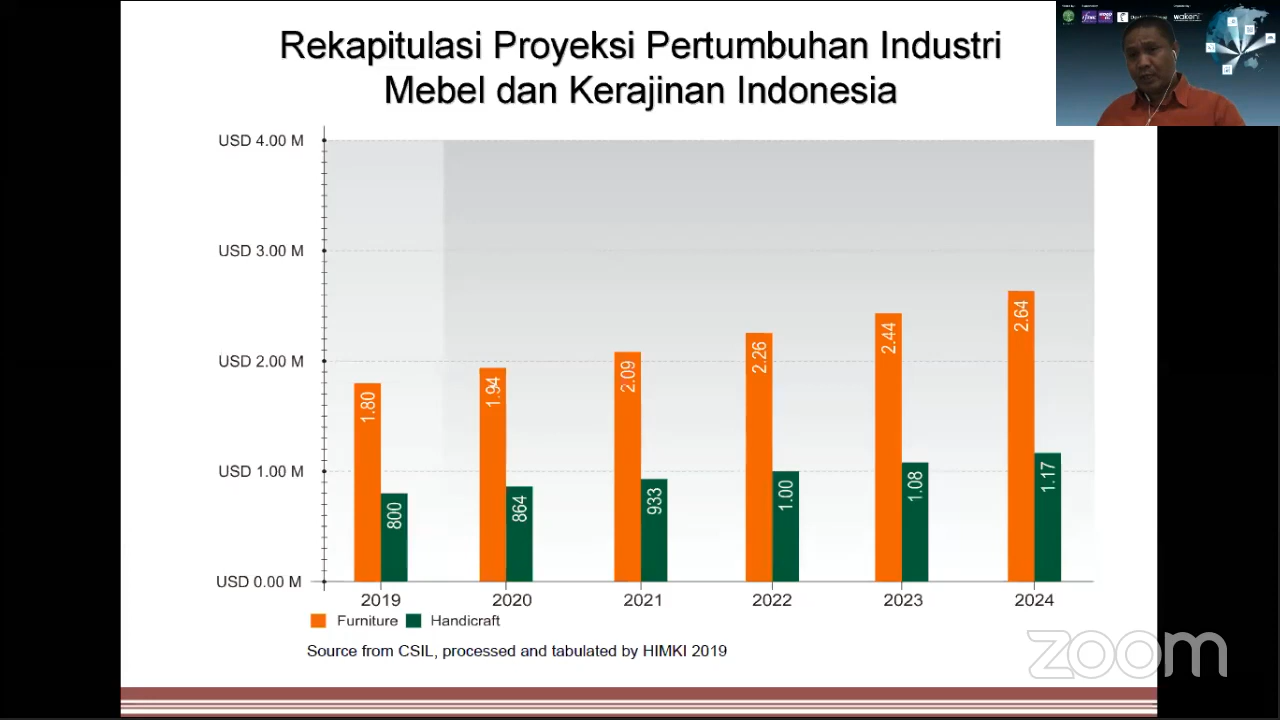 Rekapitulasi Proyeksi Pertumbuhan Industri
Mebel dan Kerajinan Indonesia
USD 4.00 M
USD 3.00 M
USD 2.00 M
USD 1.00 M
USD 0.00 M
1.80
800
1.94
864
2.09
933
2.26
1.00
2.44
1.08
2.64
1.17
2019
2020
2021
2022
2023
2024
Furniture
Handicraft
Source from CSIL, processed and tabulated by HIMKI 2019
zoom